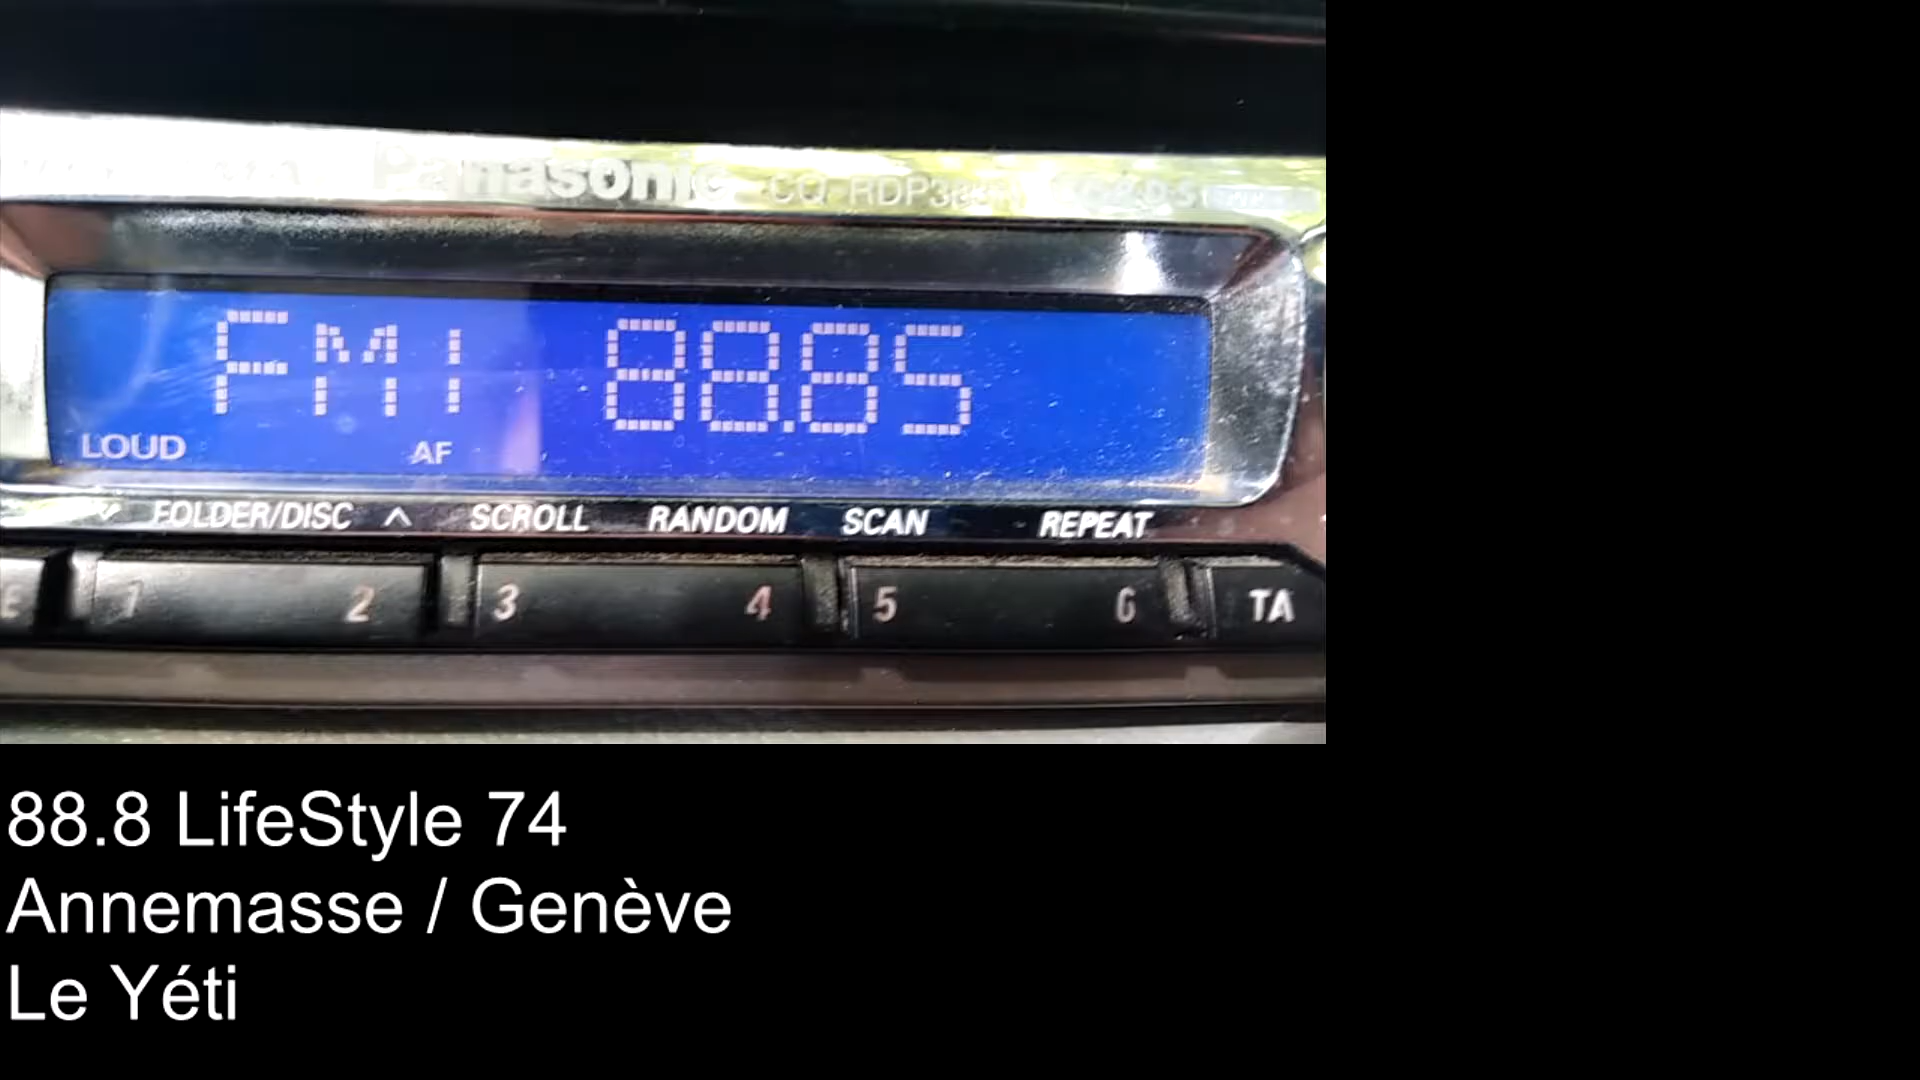 Panasonic
FM1 88.85
LOUD AF
FOLDER/DISC SCROLL RANDOM SCAN REPEAT
1 2 3 4 5 6 TA
88.8 LifeStyle 74
Annemasse / Genève
Le Yéti